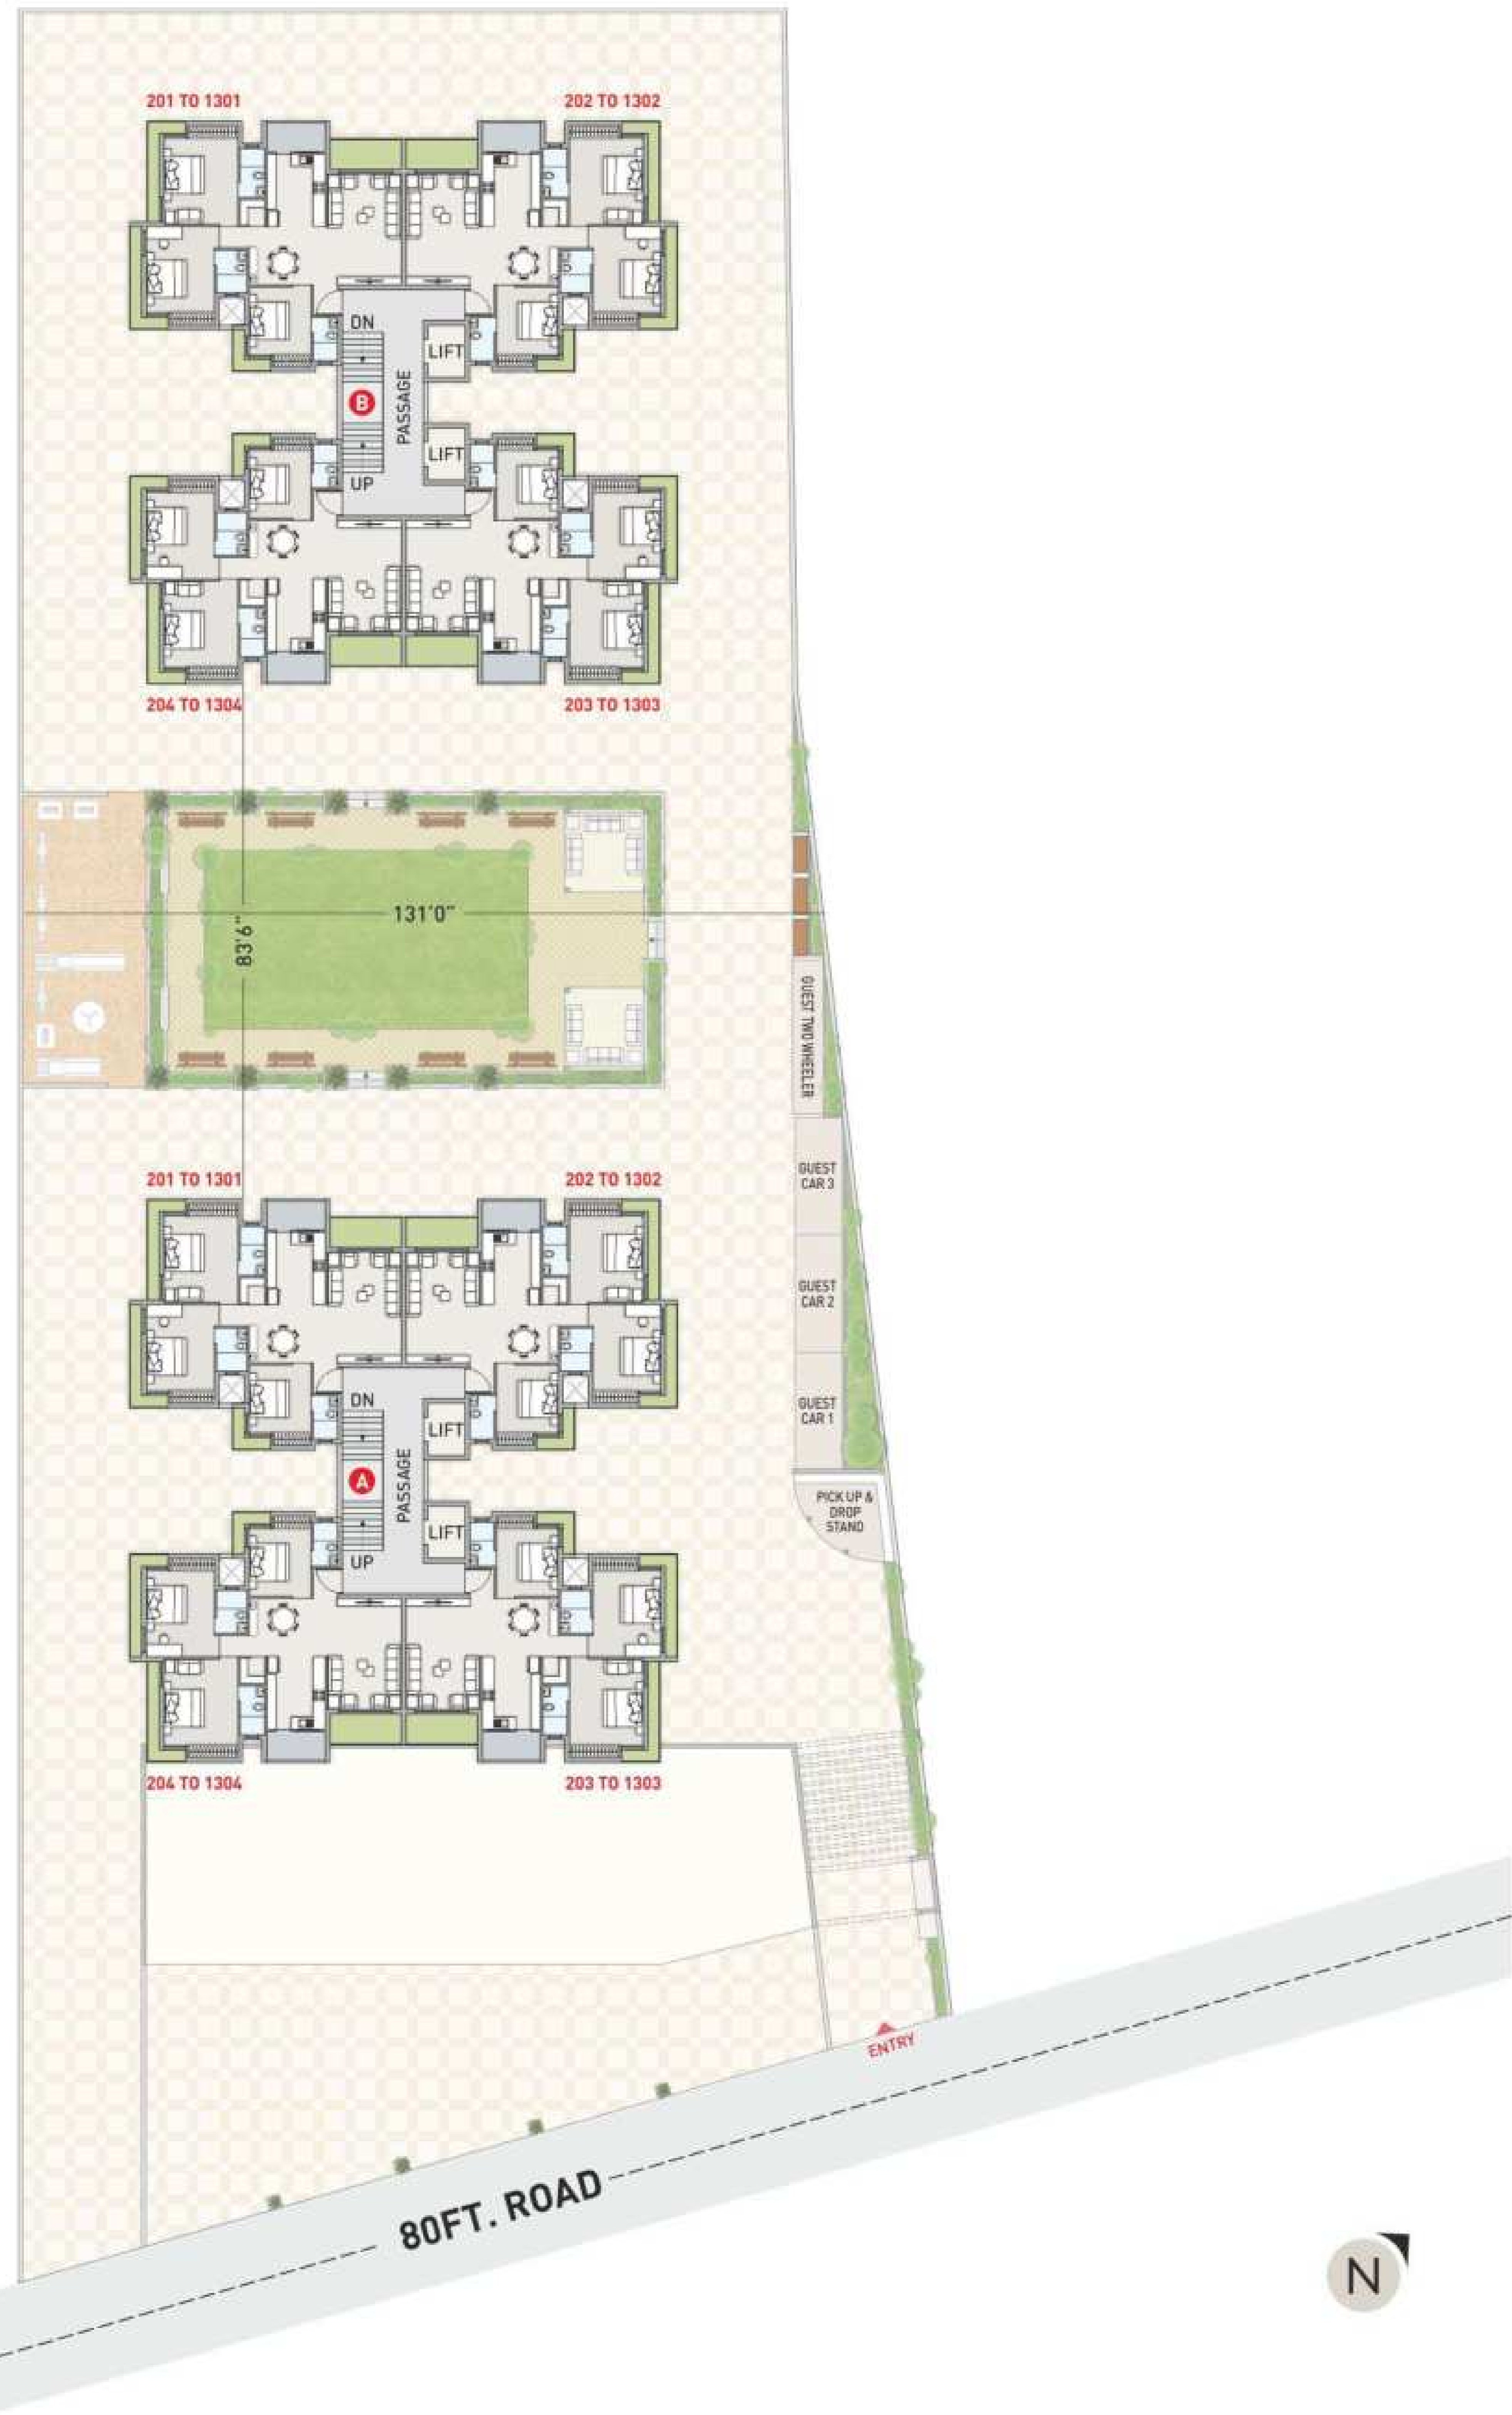 201 TO 1301
202 TO 1302
DN
LIFT
PASSAGE
B
LIFT
UP
204 TO 1304
203 TO 1303
131'0"
83'6"
GUEST TWO WHEELER
GUEST
CAR 3
201 TO 1301
202 TO 1302
GUEST
CAR 2
GUEST
CAR 1
DN
LIFT
PASSAGE
A
PICK UP &
DROP
STAND
LIFT
UP
204 TO 1304
203 TO 1303
ENTRY
80FT. ROAD
N